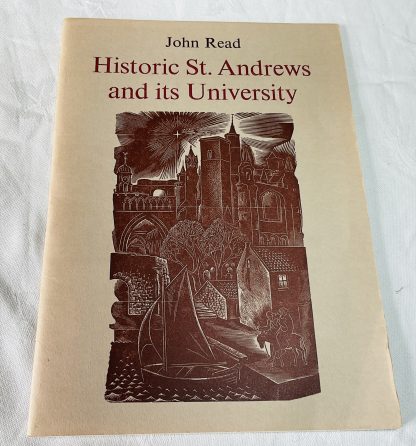 John Read
Historic St. Andrews
and its University